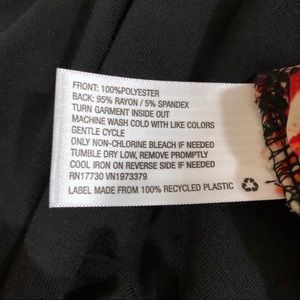 FRONT: 100%POLYESTER
BACK: 95% RAYON / 5% SPANDEX
TURN GARMENT INSIDE OUT
MACHINE WASH COLD WITH LIKE COLORS
GENTLE CYCLE
ONLY NON-CHLORINE BLEACH IF NEEDED
TUMBLE DRY LOW, REMOVE PROMPTLY
COOL IRON ON REVERSE SIDE IF NEEDED
RN17730 VN1973379
LABEL MADE FROM 100% RECYCLED PLASTIC